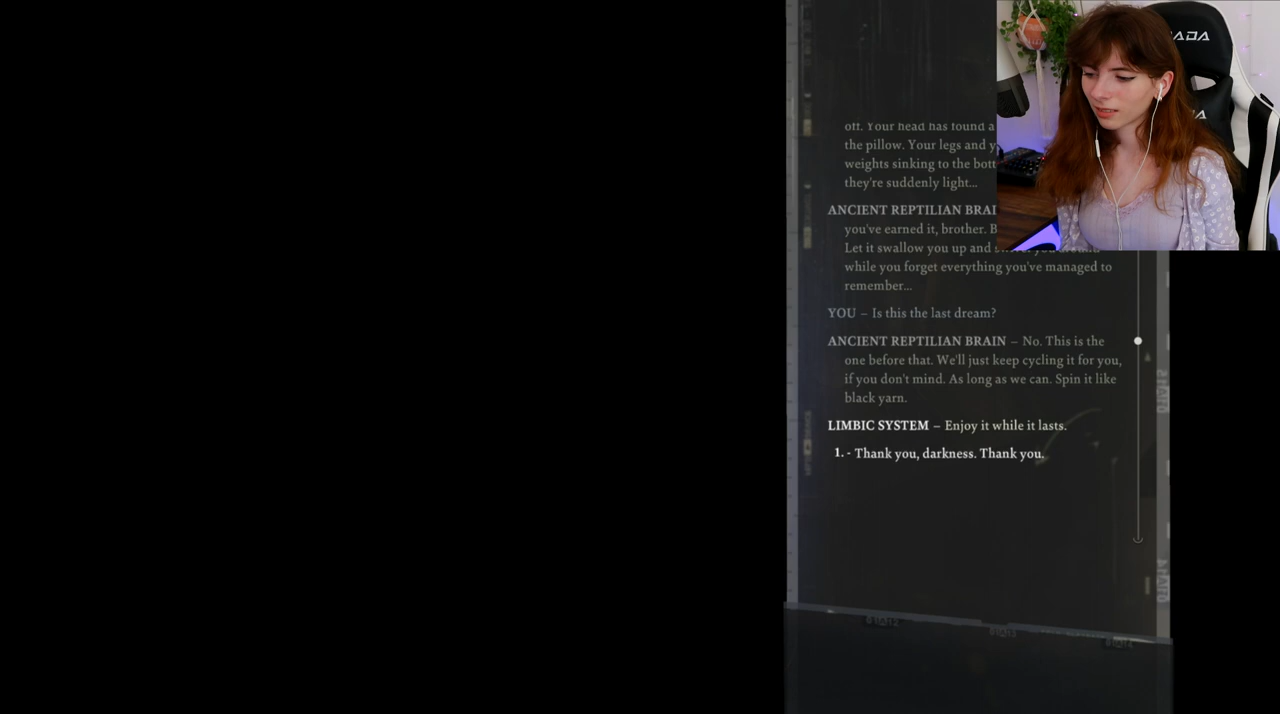 off. Your head has found a
the pillow. Your legs and
weights sinking to the
they're suddenly light...
ANCIENT REPTILIAN
you've earned it, brother.
Let it swallow you up and
while you forget everything you've managed to
remember...
YOU – Is this the last dream?
ANCIENT REPTILIAN BRAIN – No. This is the
one before that. We'll just keep cycling it for you,
if you don't mind. As long as we can. Spin it like
black yarn.
LIMBIC SYSTEM – Enjoy it while it lasts.
1. - Thank you, darkness. Thank you.